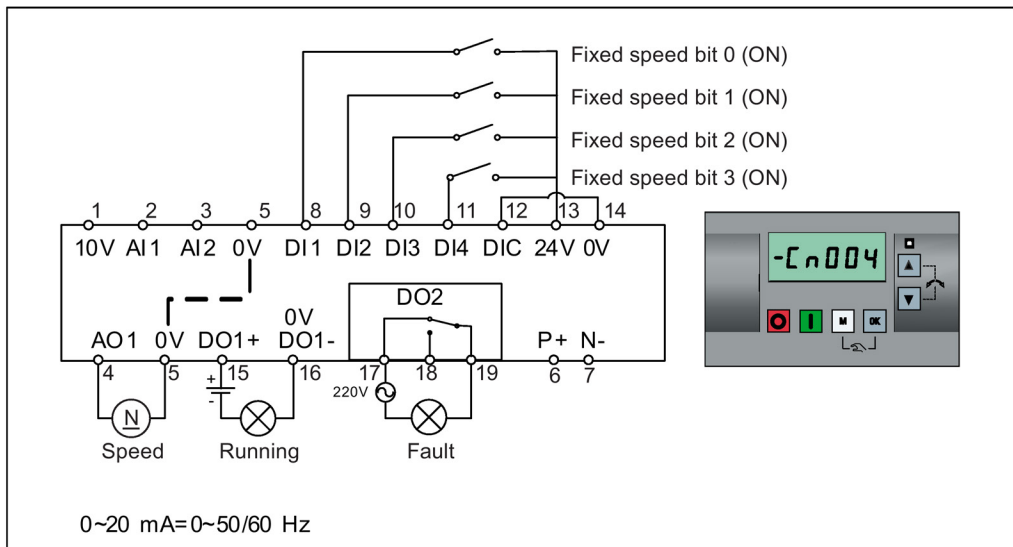 Fixed speed bit 0 (ON)
Fixed speed bit 1 (ON)
Fixed speed bit 2 (ON)
Fixed speed bit 3 (ON)
1 2 3 5 8 9 10 11 12 13 14
10V AI1 AI2 0V DI1 DI2 DI3 DI4 DIC 24V 0V
-Cn004
DO2
0V
AO1 0V DO1+ DO1- P+ N-
4 5 15 16 17 18 19 6 7
220V
M OK
N
Speed Running Fault
0~20 mA=0~50/60 Hz